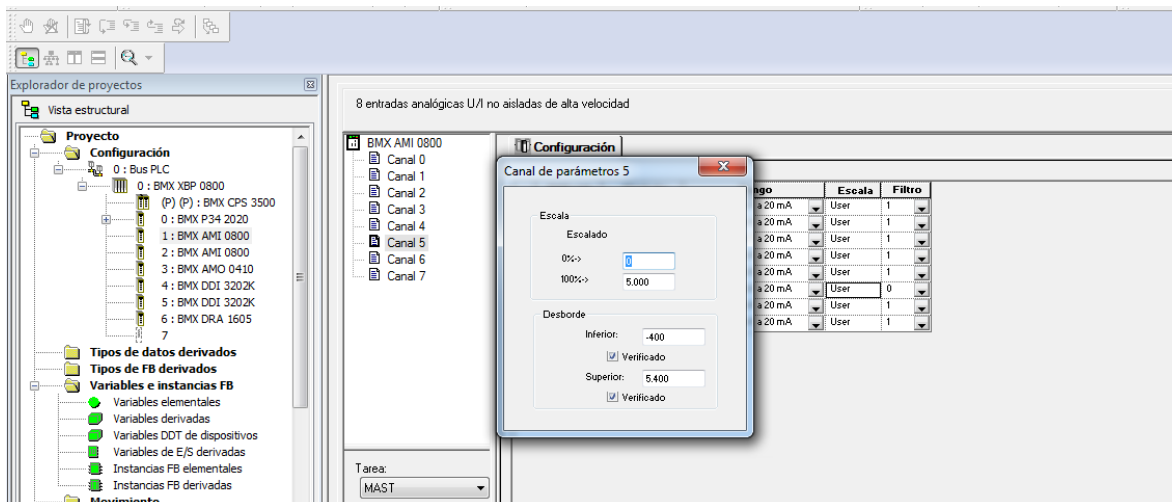 Explorador de proyectos
Vista estructural
Proyecto
Configuración
0 : Bus PLC
0 : BMX XBP 0800
(P) (P) : BMX CPS 3500
0 : BMX P34 2020
1 : BMX AMI 0800
2 : BMX AMI 0800
3 : BMX AMO 0410
4 : BMX DDI 3202K
5 : BMX DDI 3202K
6 : BMX DRA 1605
7
Tipos de datos derivados
Tipos de FB derivados
Variables e instancias FB
Variables elementales
Variables derivadas
Variables DDT de dispositivos
Variables de E/S derivadas
Instancias FB elementales
Instancias FB derivadas
Movimiento
8 entradas analógicas U/I no aisladas de alta velocidad
BMX AMI 0800
Canal 0
Canal 1
Canal 2
Canal 3
Canal 4
Canal 5
Canal 6
Canal 7
Tarea:
MAST
Configuración
Canal de parámetros 5
Escala
Escalado
0%-> 0
100%-> 5.000
Desborde
Inferior: -400
Verificado
Superior: 5.400
Verificado
ngo Escala Filtro
a 20 mA User 1
a 20 mA User 1
a 20 mA User 1
a 20 mA User 1
a 20 mA User 1
a 20 mA User 0
a 20 mA User 1
a 20 mA User 1